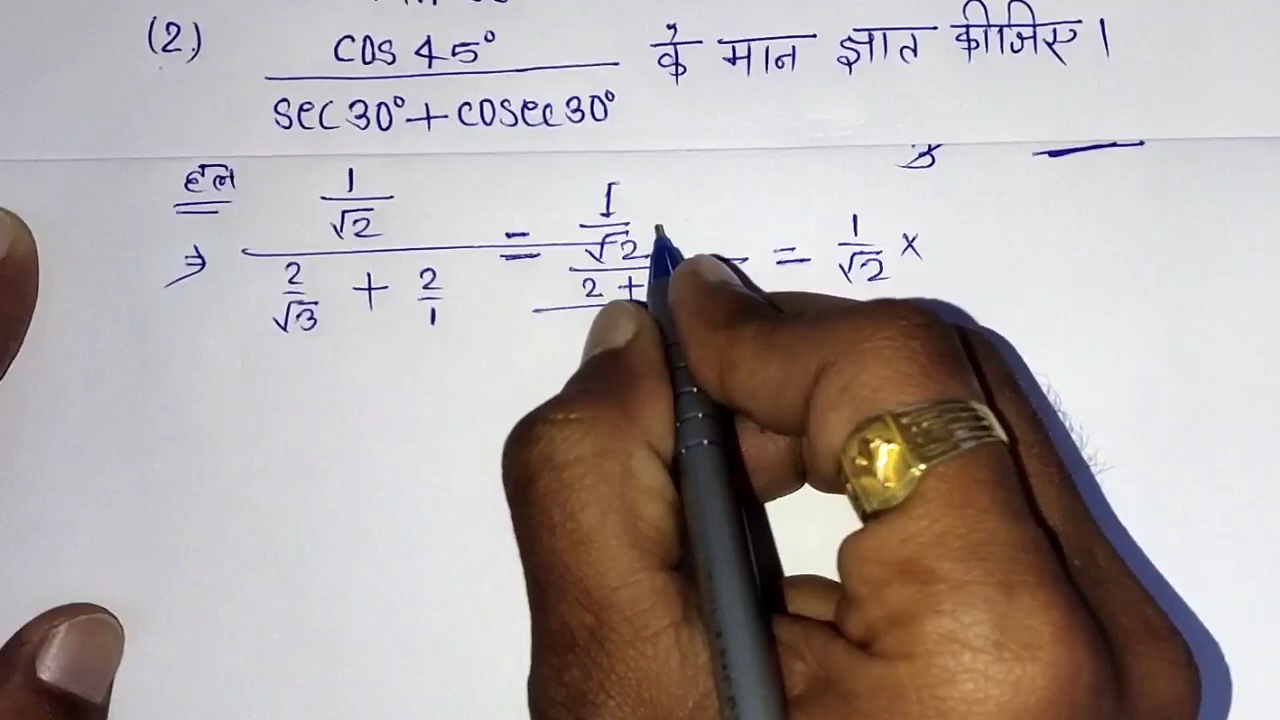 (2) cos 45° / sec 30° + cosec 30° के मान ज्ञात कीजिए।
हल
⇒ 1/√2 / 2/√3 + 2/1 = 1/√2 / 2 + = 1/√2 ×